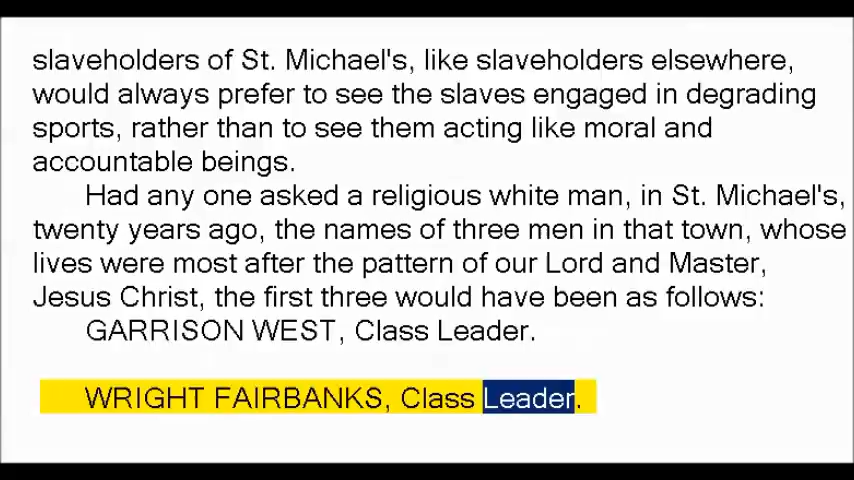 slaveholders of St. Michael's, like slaveholders elsewhere,
would always prefer to see the slaves engaged in degrading
sports, rather than to see them acting like moral and
accountable beings.
Had any one asked a religious white man, in St. Michael's,
twenty years ago, the names of three men in that town, whose
lives were most after the pattern of our Lord and Master,
Jesus Christ, the first three would have been as follows:
GARRISON WEST, Class Leader.
WRIGHT FAIRBANKS, Class Leader.